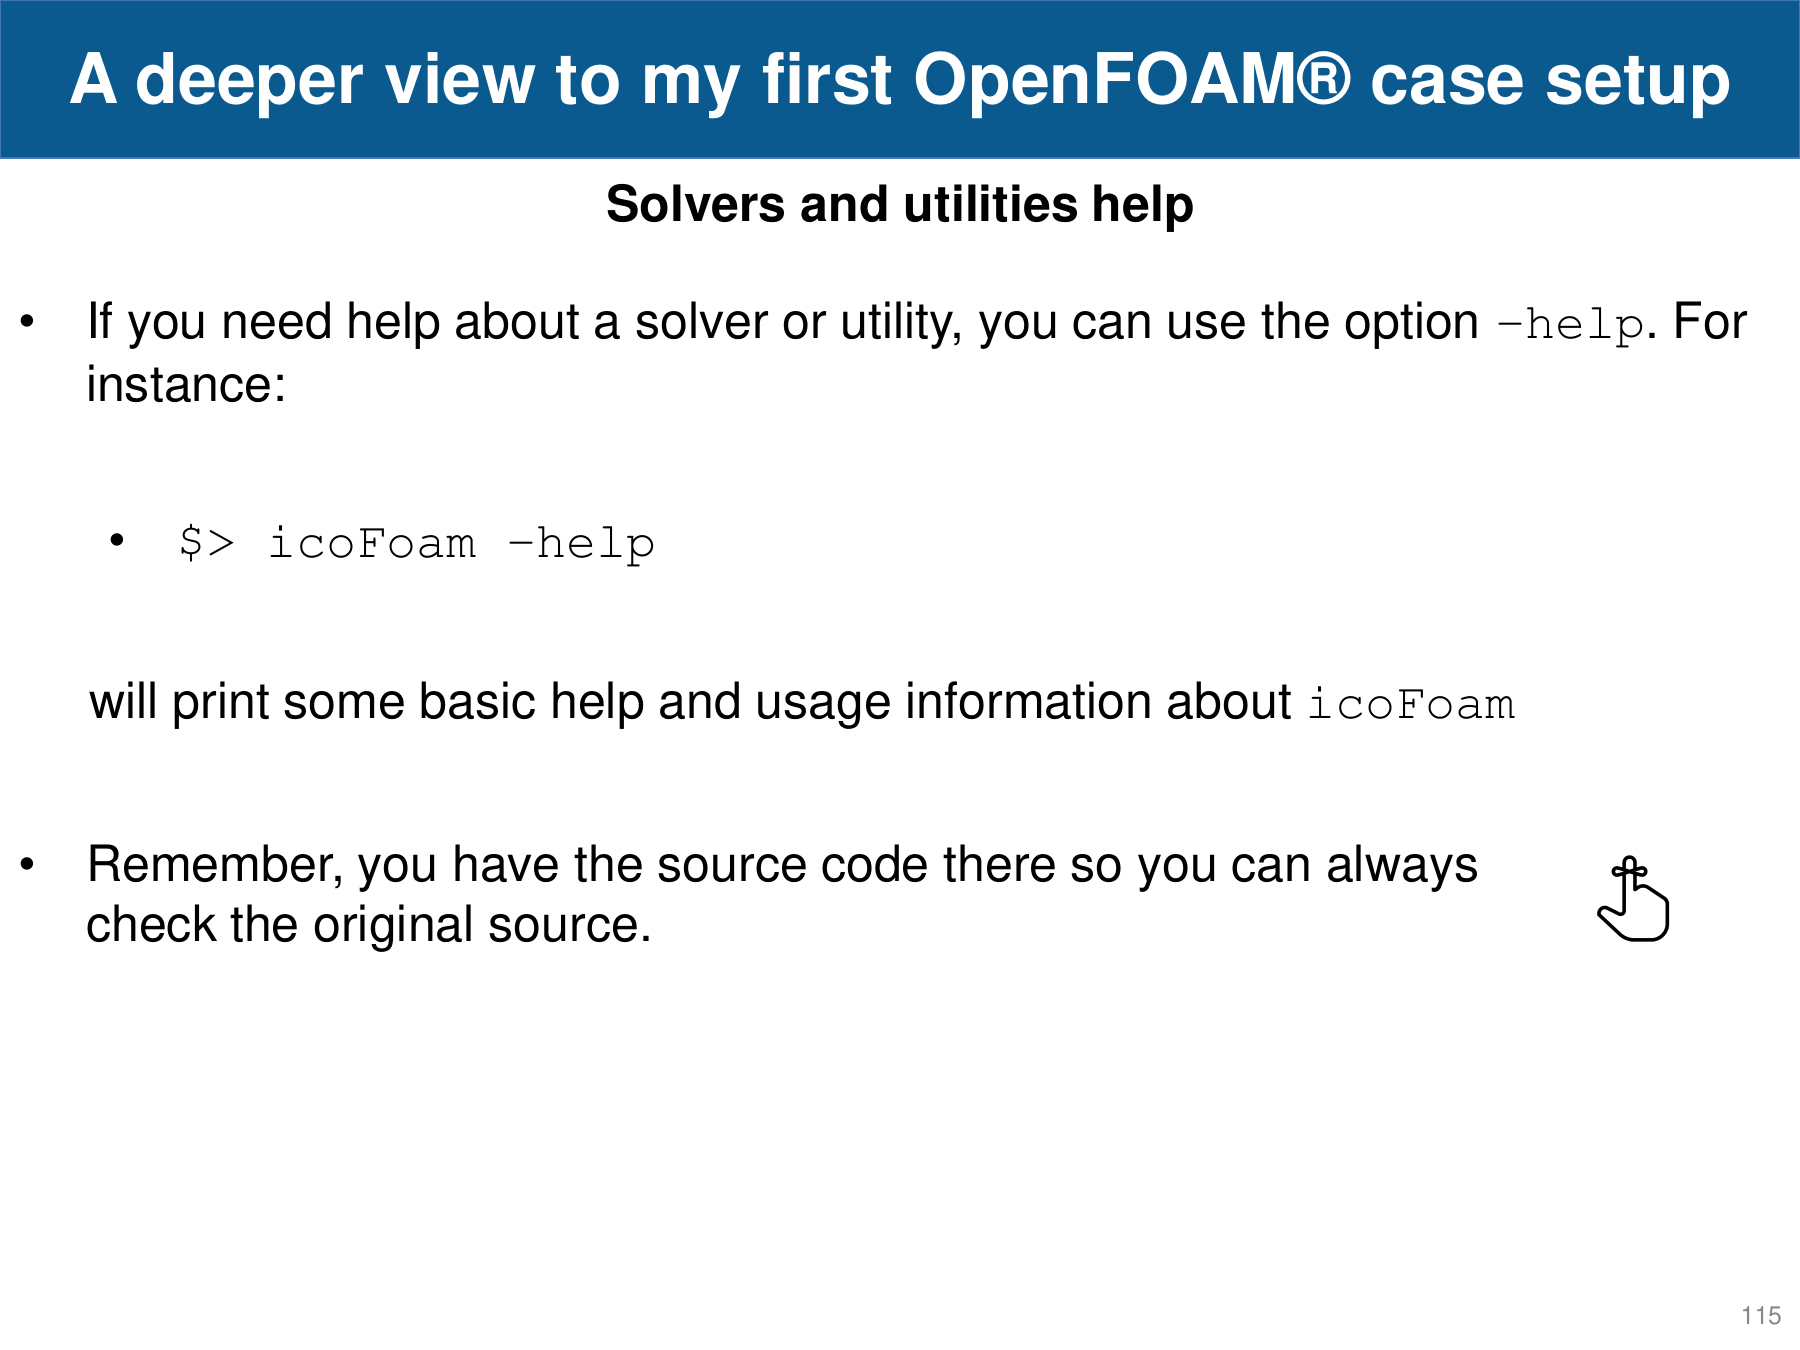 A deeper view to my first OpenFOAM® case setup
Solvers and utilities help
• If you need help about a solver or utility, you can use the option –help. For
instance:
• $> icoFoam –help
will print some basic help and usage information about icoFoam
• Remember, you have the source code there so you can always
check the original source.
115